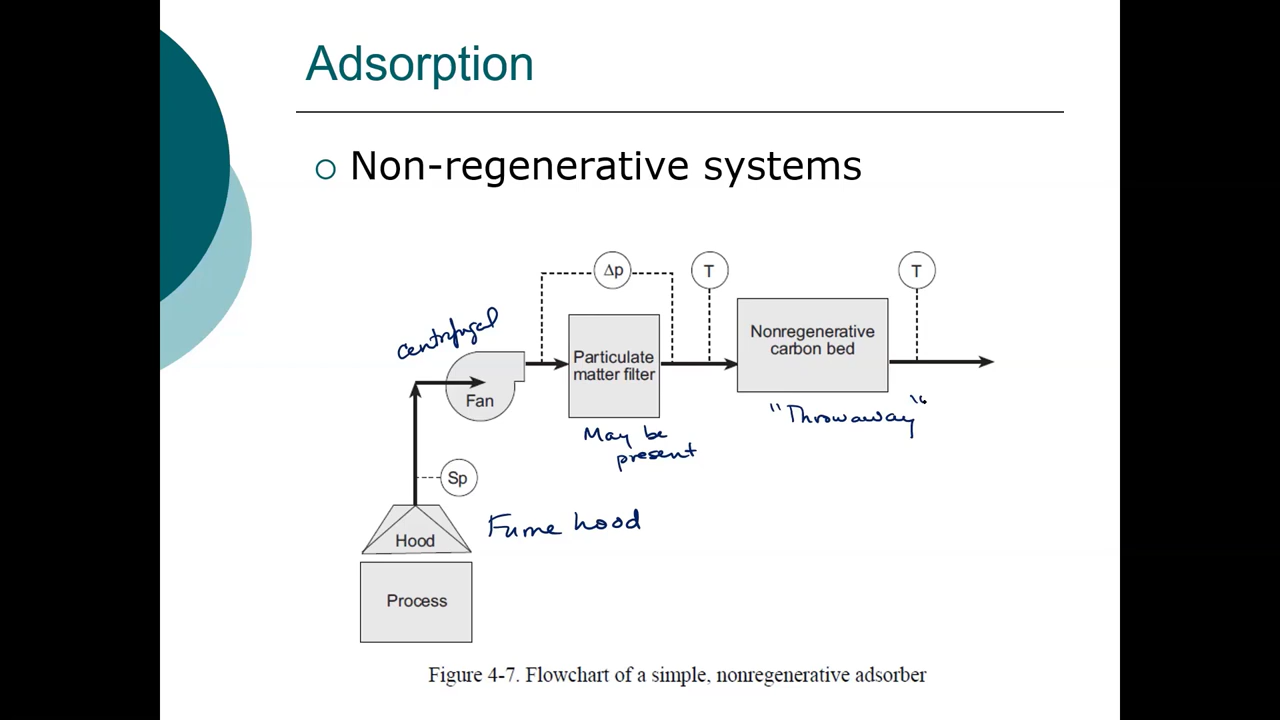 Adsorption
Non-regenerative systems
Δp
T
T
centrifugal
Fan
Particulate
matter filter
Nonregenerative
carbon bed
"Throwaway"
May be
present
Sp
Hood
Fume hood
Process
Figure 4-7. Flowchart of a simple, nonregenerative adsorber